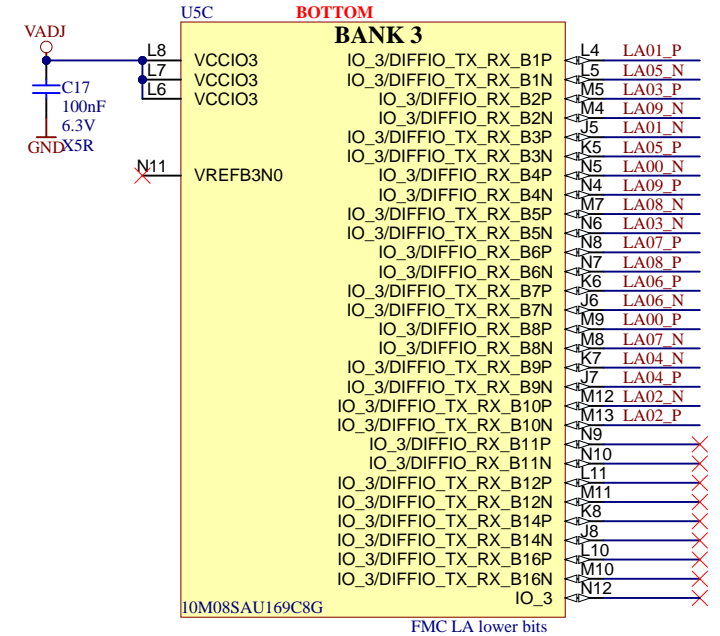 U5C BOTTOM
BANK 3
VADJ
C17
100nF
6.3V
X5R
GND
L8 VCCIO3
L7 VCCIO3
L6 VCCIO3
N11 VREFB3N0
IO_3/DIFFIO_TX_RX_B1P L4 LA01_P
IO_3/DIFFIO_TX_RX_B1N L5 LA05_N
IO_3/DIFFIO_RX_B2P M5 LA03_P
IO_3/DIFFIO_RX_B2N M4 LA09_N
IO_3/DIFFIO_TX_RX_B3P J5 LA01_N
IO_3/DIFFIO_TX_RX_B3N K5 LA05_P
IO_3/DIFFIO_RX_B4P N5 LA00_N
IO_3/DIFFIO_RX_B4N N4 LA09_P
IO_3/DIFFIO_TX_RX_B5P M7 LA08_N
IO_3/DIFFIO_TX_RX_B5N N6 LA03_N
IO_3/DIFFIO_RX_B6P N8 LA07_P
IO_3/DIFFIO_RX_B6N N7 LA08_P
IO_3/DIFFIO_TX_RX_B7P K6 LA06_P
IO_3/DIFFIO_TX_RX_B7N J6 LA06_N
IO_3/DIFFIO_RX_B8P M9 LA00_P
IO_3/DIFFIO_RX_B8N M8 LA07_N
IO_3/DIFFIO_TX_RX_B9P K7 LA04_N
IO_3/DIFFIO_TX_RX_B9N J7 LA04_P
IO_3/DIFFIO_TX_RX_B10P M12 LA02_N
IO_3/DIFFIO_TX_RX_B10N M13 LA02_P
IO_3/DIFFIO_RX_B11P N9
IO_3/DIFFIO_RX_B11N N10
IO_3/DIFFIO_TX_RX_B12P L11
IO_3/DIFFIO_TX_RX_B12N M11
IO_3/DIFFIO_TX_RX_B14P K8
IO_3/DIFFIO_TX_RX_B14N J8
IO_3/DIFFIO_TX_RX_B16P L10
IO_3/DIFFIO_TX_RX_B16N M10
IO_3 N12
10M08SAU169C8G
FMC LA lower bits